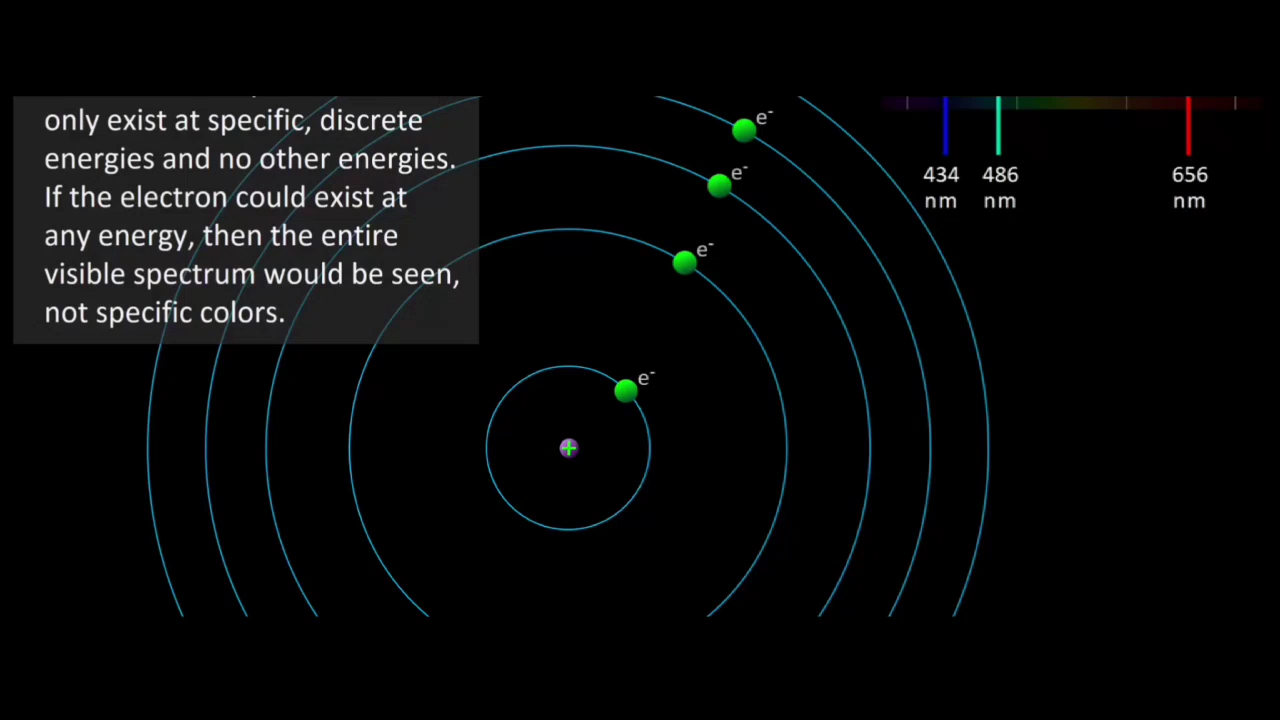 only exist at specific, discrete
energies and no other energies.
If the electron could exist at
any energy, then the entire
visible spectrum would be seen,
not specific colors.
e-
e-
e-
e-
+
434 nm
486 nm
656 nm